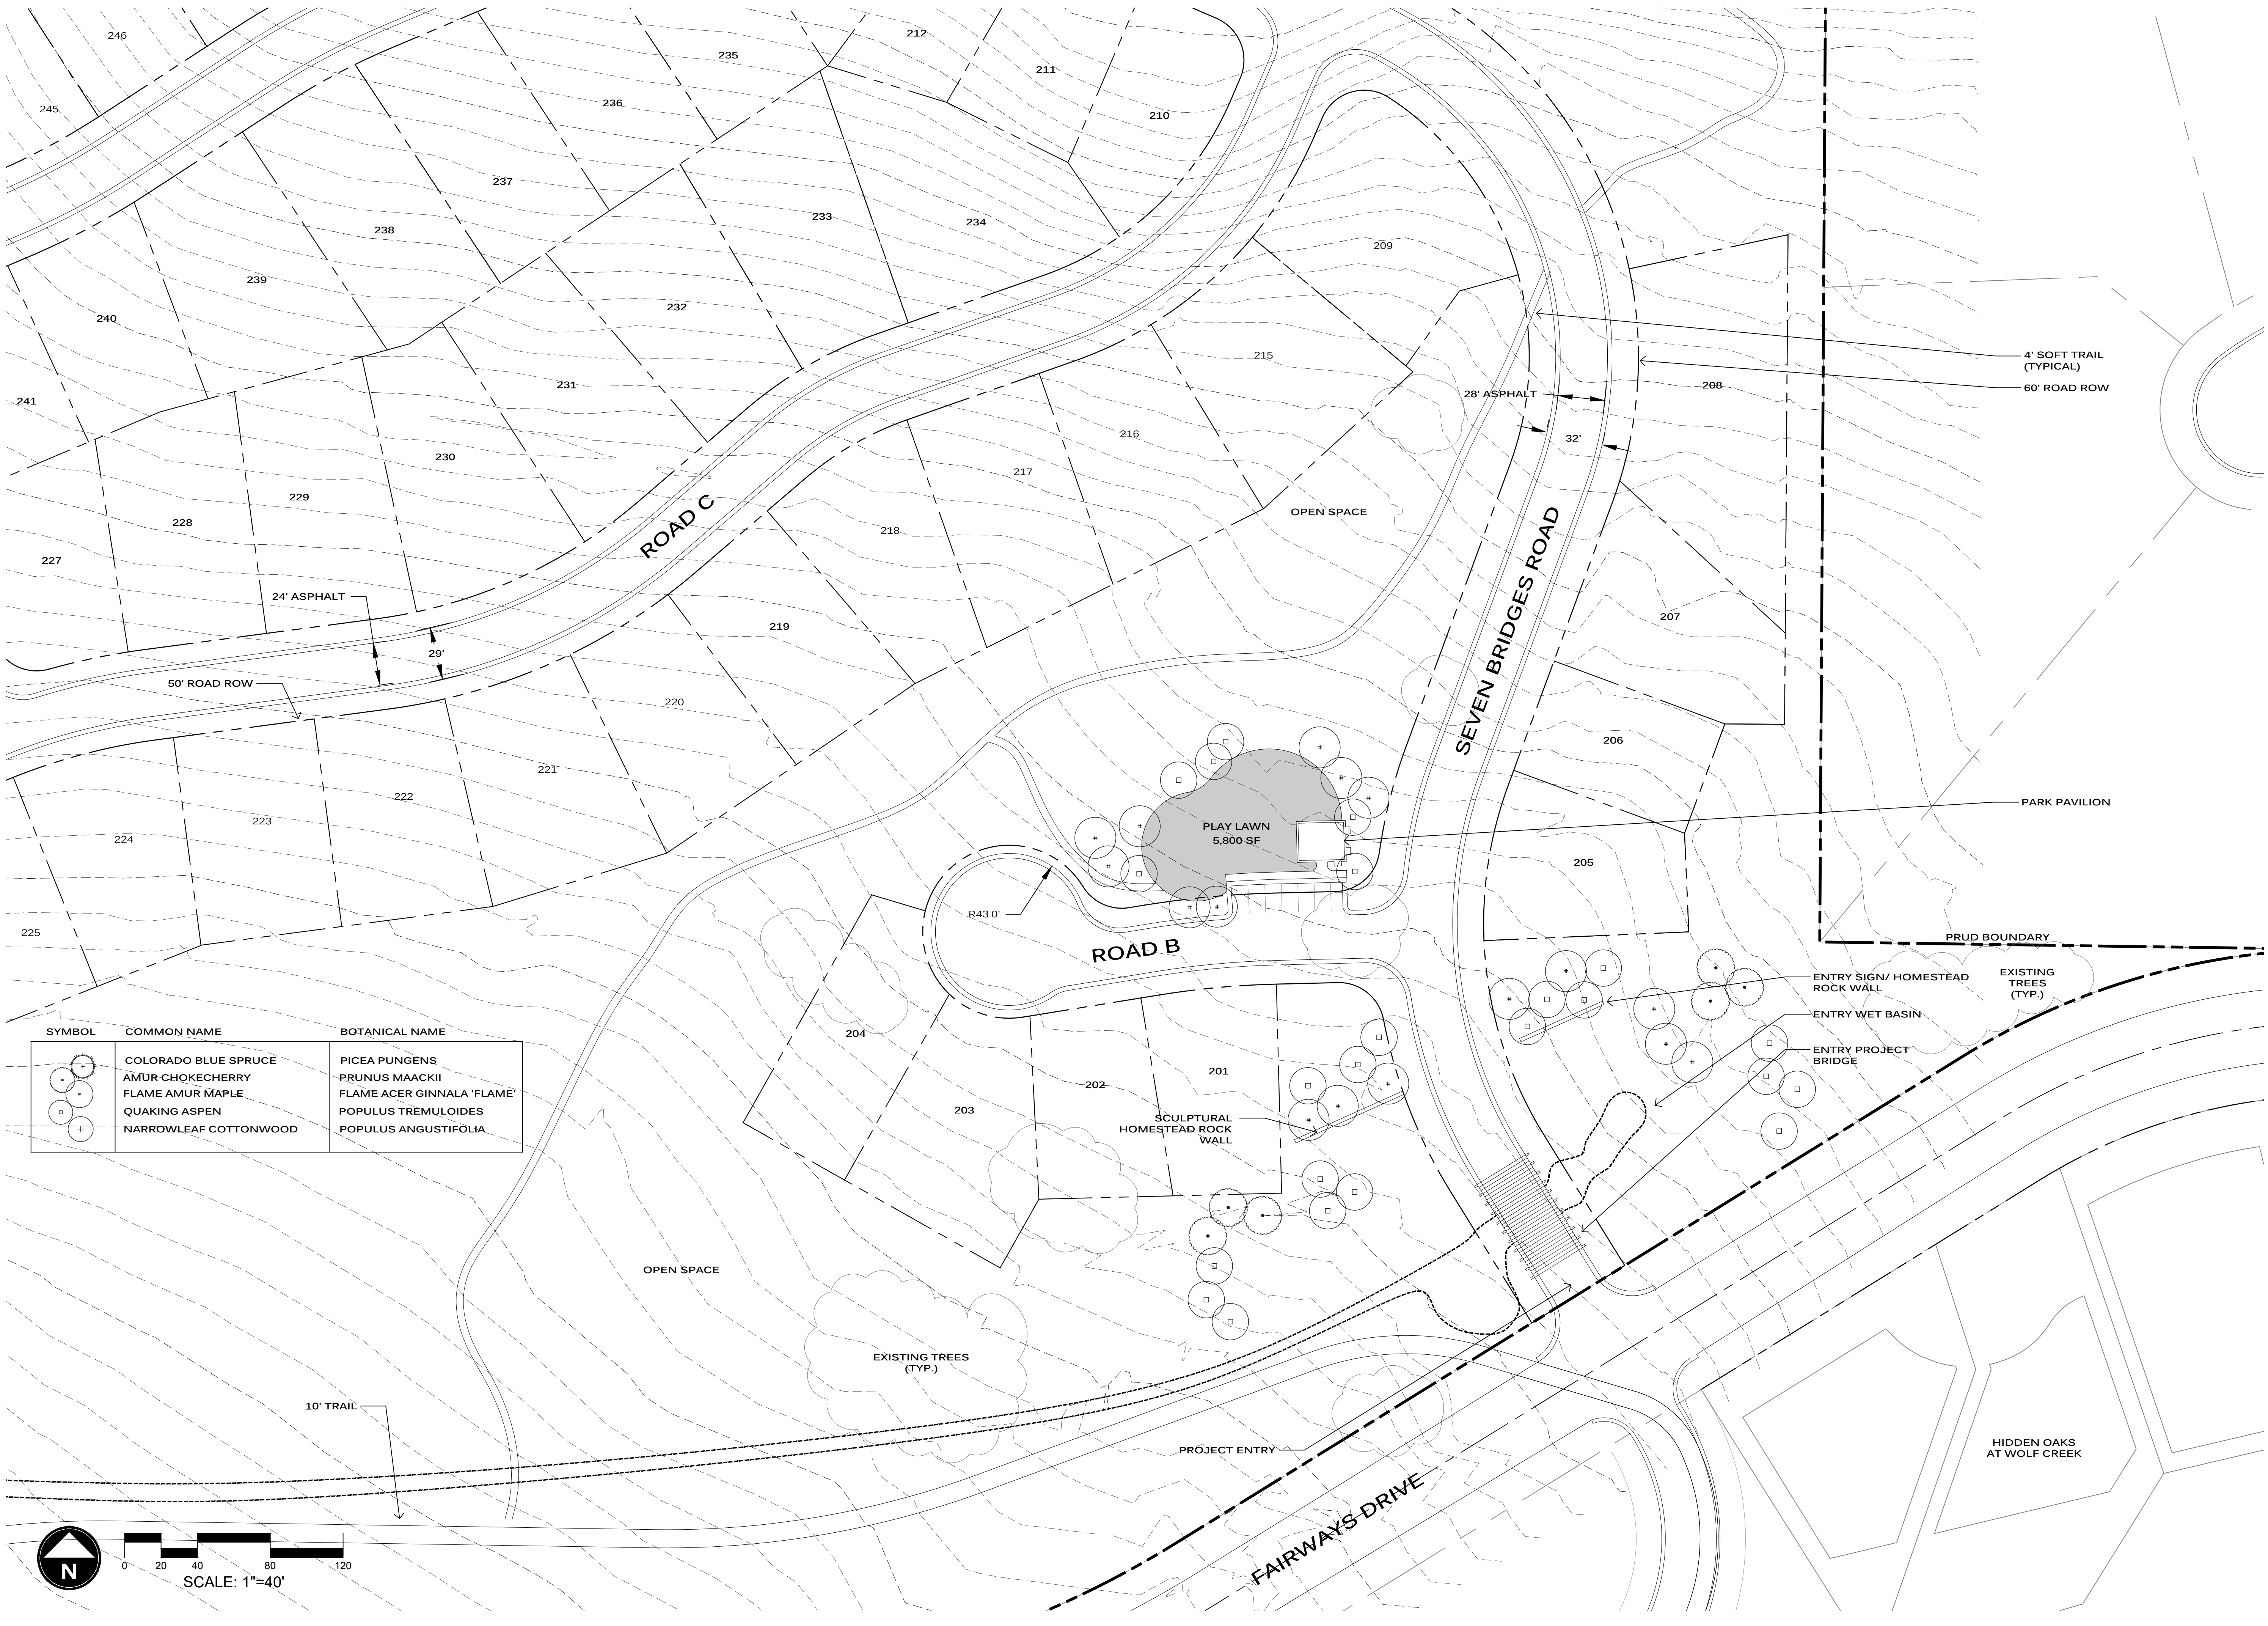 246
235
212
211
245
236
210
237
233
234
238
209
239
232
240
215
4' SOFT TRAIL
(TYPICAL)
60' ROAD ROW
231
208
28' ASPHALT
241
32'
216
230
217
229
OPEN SPACE
228
ROAD C
218
227
SEVEN BRIDGES ROAD
24' ASPHALT
219
207
29'
50' ROAD ROW
220
206
221
222
PARK PAVILION
223
PLAY LAWN
5,800 SF
224
205
R43.0'
225
ROAD B
PRUD BOUNDARY
ENTRY SIGN/ HOMESTEAD
ROCK WALL
EXISTING
TREES
(TYP.)
ENTRY WET BASIN
204
ENTRY PROJECT
BRIDGE
201
202
203
SCULPTURAL
HOMESTEAD ROCK
WALL
SYMBOL COMMON NAME BOTANICAL NAME
COLORADO BLUE SPRUCE PICEA PUNGENS
AMUR CHOKECHERRY PRUNUS MAACKII
FLAME AMUR MAPLE FLAME ACER GINNALA 'FLAME'
QUAKING ASPEN POPULUS TREMULOIDES
NARROWLEAF COTTONWOOD POPULUS ANGUSTIFOLIA
OPEN SPACE
EXISTING TREES
(TYP.)
10' TRAIL
PROJECT ENTRY
HIDDEN OAKS
AT WOLF CREEK
FAIRWAYS DRIVE
N
0 20 40 80 120
SCALE: 1"=40'